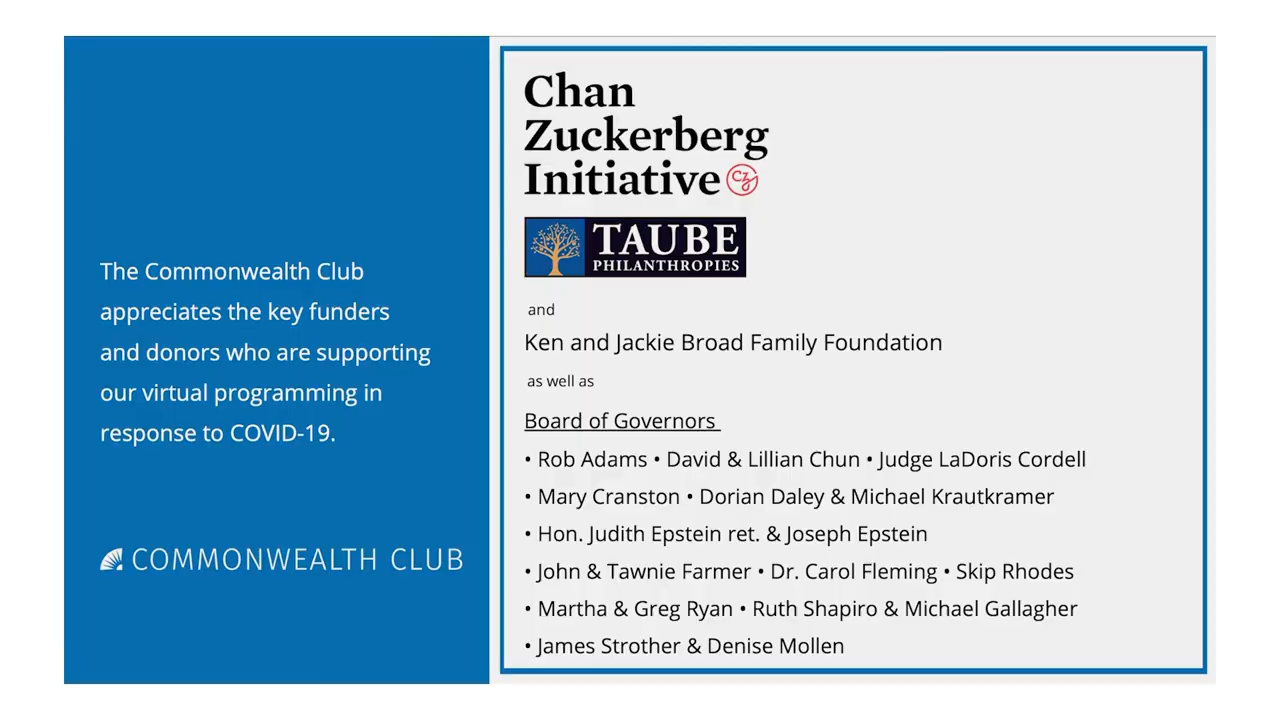 The Commonwealth Club
appreciates the key funders
and donors who are supporting
our virtual programming in
response to COVID-19.
COMMONWEALTH CLUB
Chan
Zuckerberg
Initiative
CZ
TAUBE
PHILANTHROPIES
and
Ken and Jackie Broad Family Foundation
as well as
Board of Governors
• Rob Adams • David & Lillian Chun • Judge LaDoris Cordell
• Mary Cranston • Dorian Daley & Michael Krautkramer
• Hon. Judith Epstein ret. & Joseph Epstein
• John & Tawnie Farmer • Dr. Carol Fleming • Skip Rhodes
• Martha & Greg Ryan • Ruth Shapiro & Michael Gallagher
• James Strother & Denise Mollen